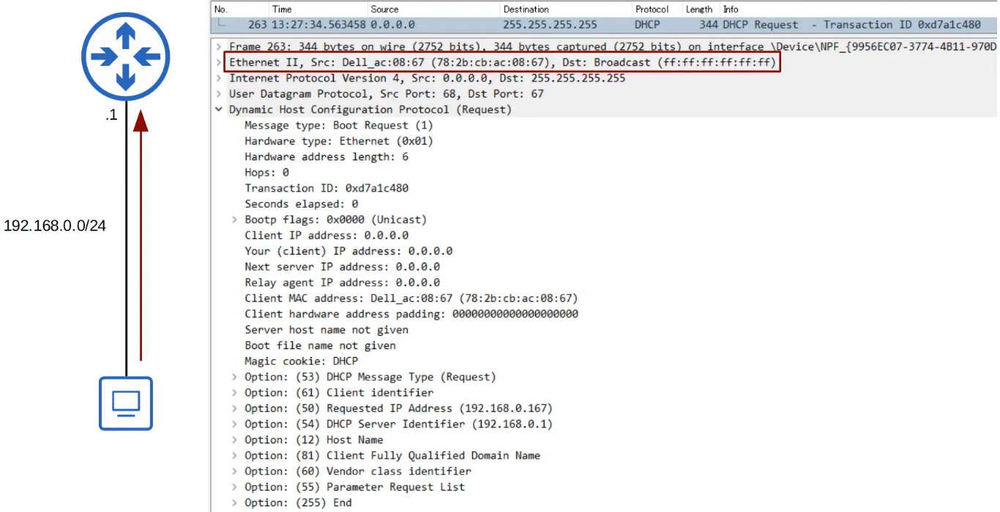 No. Time Source Destination Protocol Length Info
263 13:27:34.563458 0.0.0.0 255.255.255.255 DHCP 344 DHCP Request - Transaction ID 0xd7a1c480
Frame 263: 344 bytes on wire (2752 bits), 344 bytes captured (2752 bits) on interface \Device\NPF_{9956EC07-3774-4B11-970D
Ethernet II, Src: Dell_ac:08:67 (78:2b:cb:ac:08:67), Dst: Broadcast (ff:ff:ff:ff:ff:ff)
Internet Protocol Version 4, Src: 0.0.0.0, Dst: 255.255.255.255
User Datagram Protocol, Src Port: 68, Dst Port: 67
Dynamic Host Configuration Protocol (Request)
Message type: Boot Request (1)
Hardware type: Ethernet (0x01)
Hardware address length: 6
Hops: 0
Transaction ID: 0xd7a1c480
Seconds elapsed: 0
Bootp flags: 0x0000 (Unicast)
Client IP address: 0.0.0.0
Your (client) IP address: 0.0.0.0
Next server IP address: 0.0.0.0
Relay agent IP address: 0.0.0.0
Client MAC address: Dell_ac:08:67 (78:2b:cb:ac:08:67)
Client hardware address padding: 00000000000000000000
Server host name not given
Boot file name not given
Magic cookie: DHCP
Option: (53) DHCP Message Type (Request)
Option: (61) Client identifier
Option: (50) Requested IP Address (192.168.0.167)
Option: (54) DHCP Server Identifier (192.168.0.1)
Option: (12) Host Name
Option: (81) Client Fully Qualified Domain Name
Option: (60) Vendor class identifier
Option: (55) Parameter Request List
Option: (255) End
.1
192.168.0.0/24